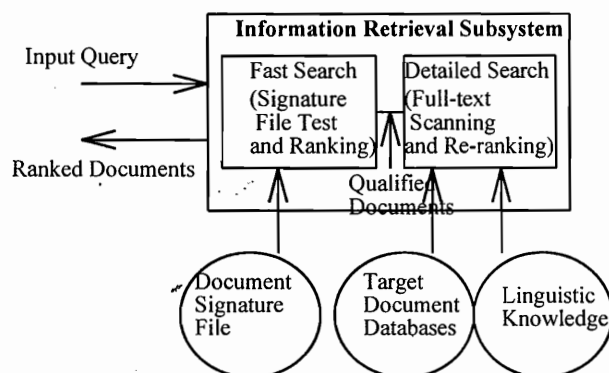 Information Retrieval Subsystem
Input Query
Ranked Documents
Fast Search
(Signature
File Test
and Ranking)
Detailed Search
(Full-text
Scanning
and Re-ranking)
Qualified
Documents
Document
Signature
File
Target
Document
Databases
Linguistic
Knowledge